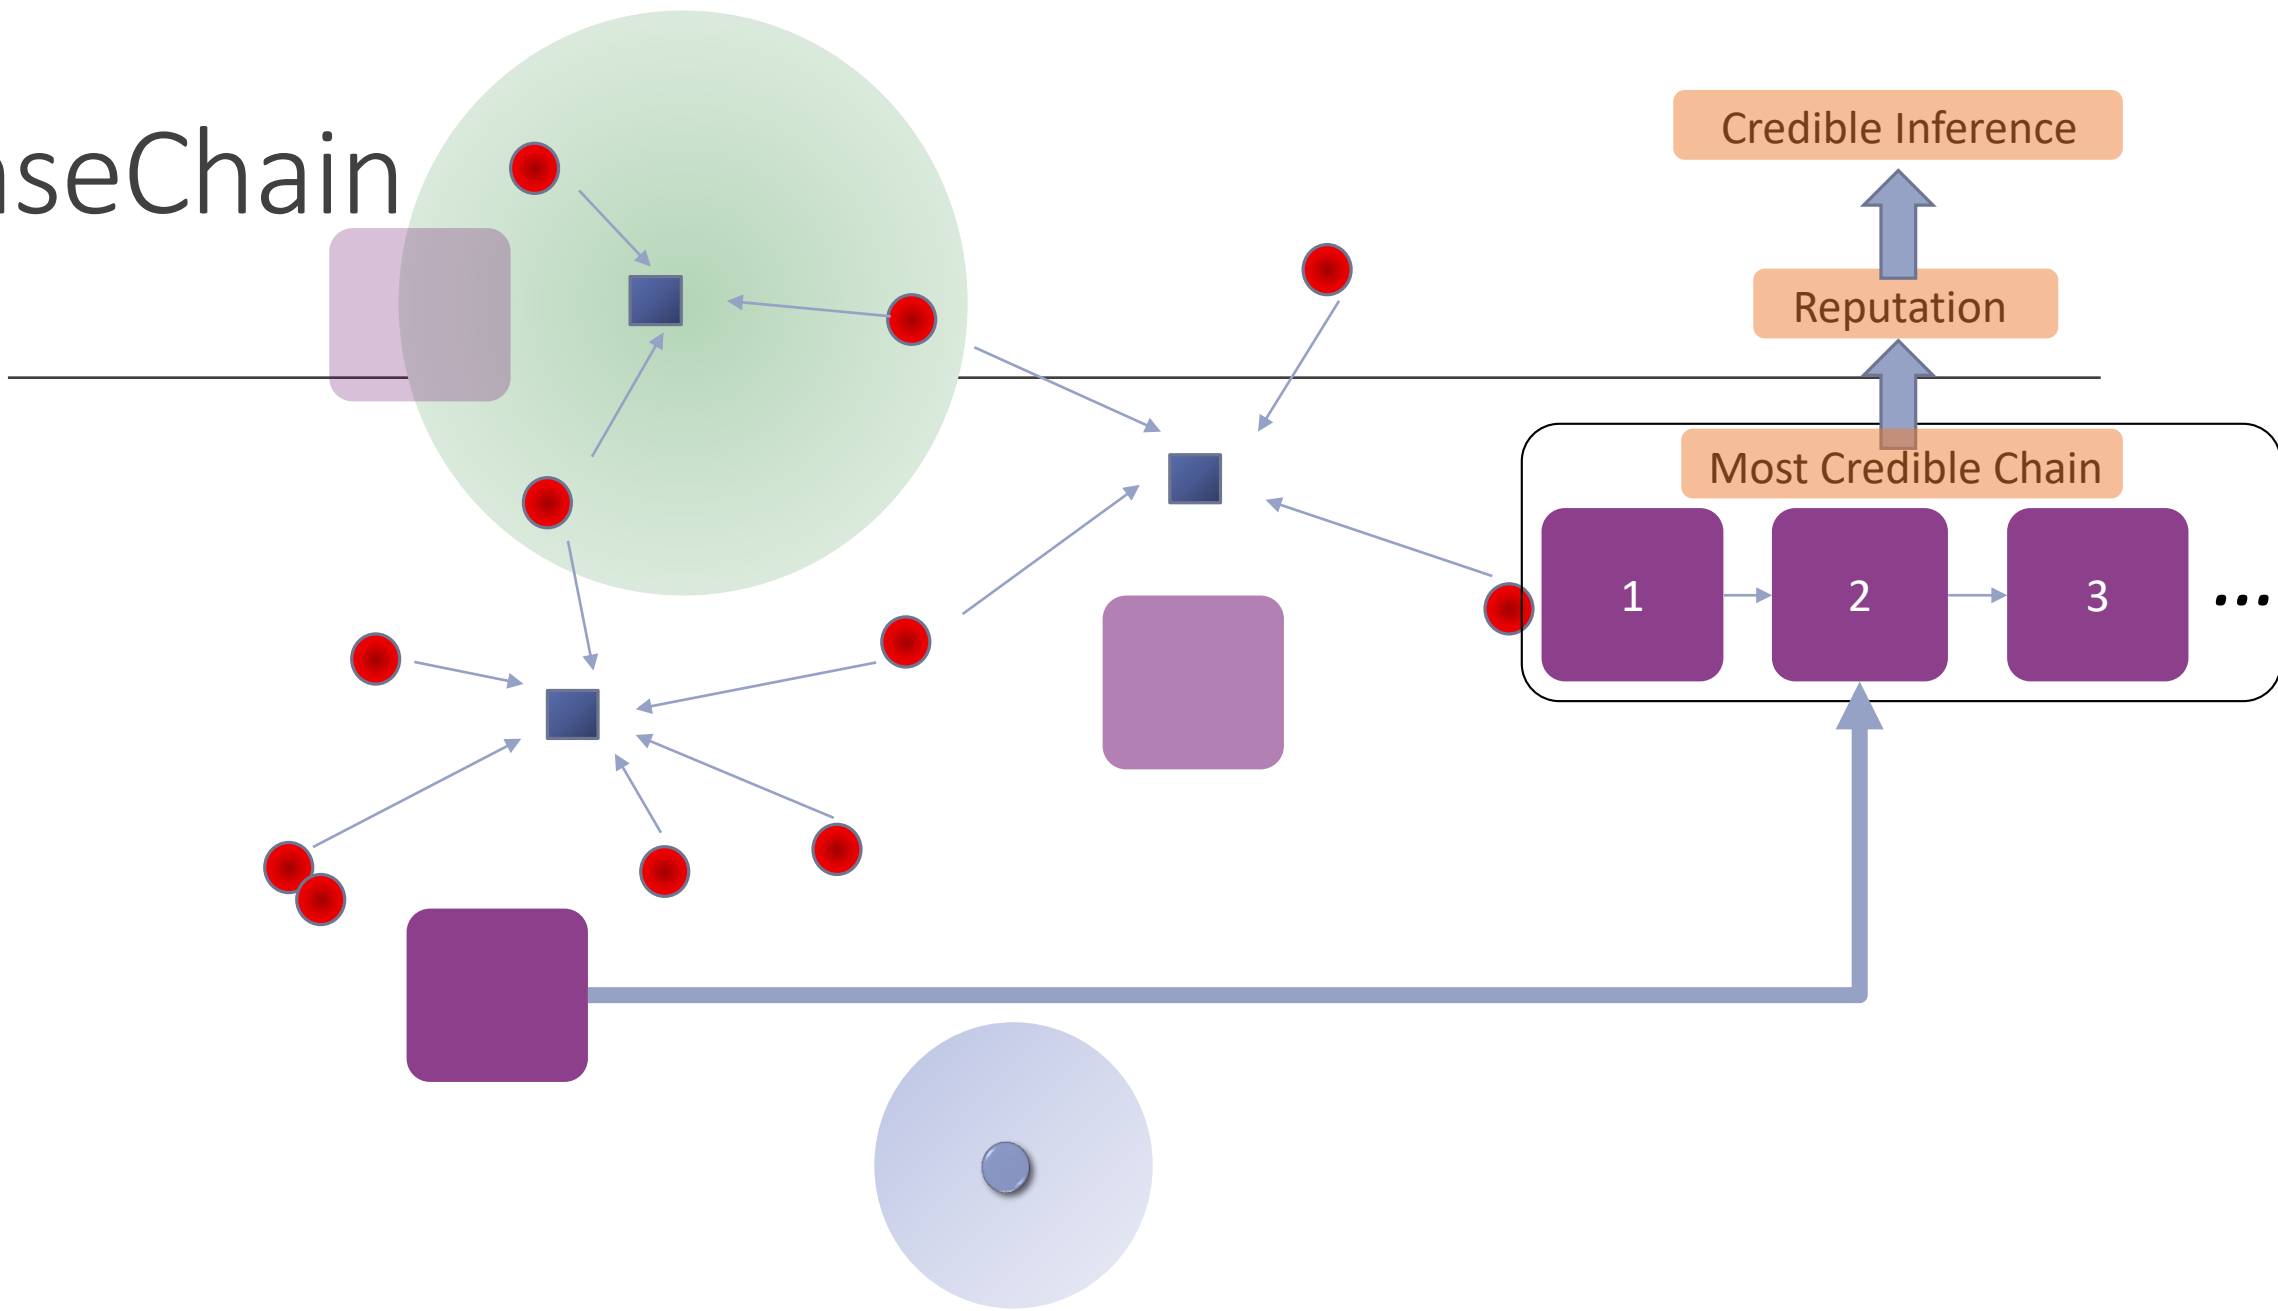 seChain
Credible Inference
Reputation
Most Credible Chain
1
2
3
...